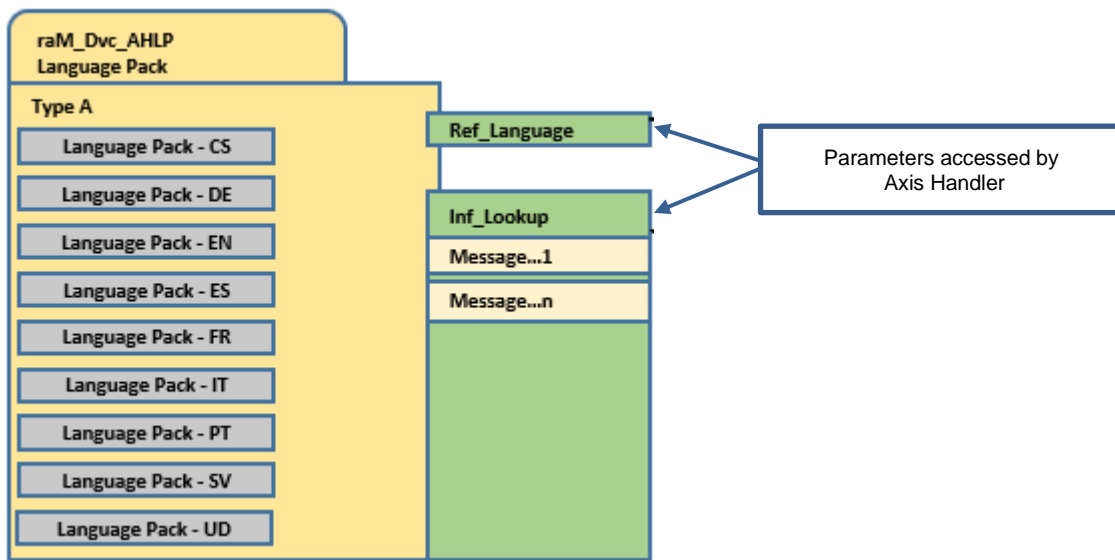 raM_Dvc_AHLP
Language Pack
Type A
Language Pack - CS
Language Pack - DE
Language Pack - EN
Language Pack - ES
Language Pack - FR
Language Pack - IT
Language Pack - PT
Language Pack - SV
Language Pack - UD
Ref_Language
Inf_Lookup
Message...1
Message...n
Parameters accessed by
Axis Handler